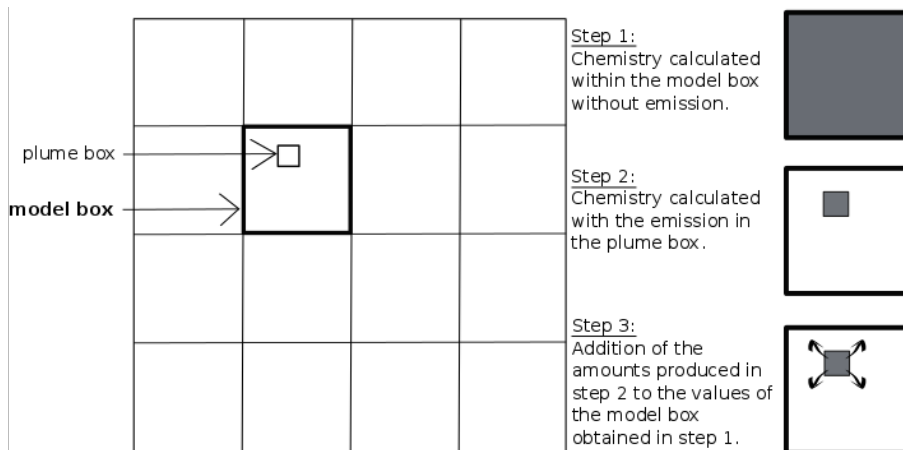 plume box
model box
Step 1:
Chemistry calculated
within the model box
without emission.
Step 2:
Chemistry calculated
with the emission in
the plume box.
Step 3:
Addition of the
amounts produced in
step 2 to the values of
the model box
obtained in step 1.